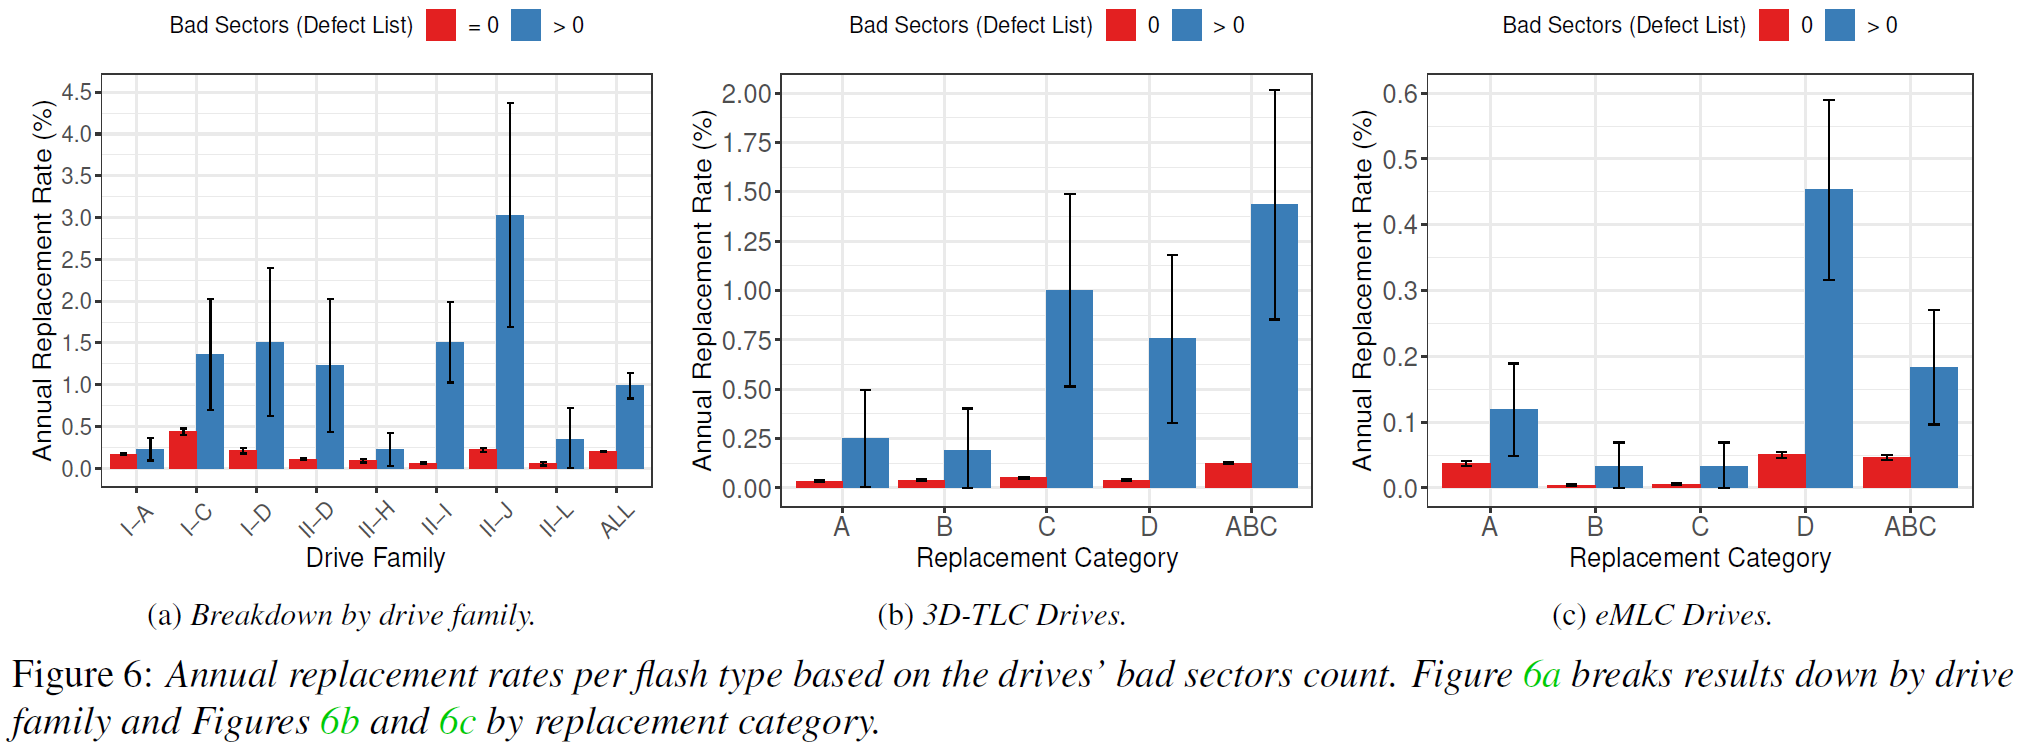 Bad Sectors (Defect List) = 0 > 0
Annual Replacement Rate (%)
4.5
4.0
3.5
3.0
2.5
2.0
1.5
1.0
0.5
0.0
I−A I−C I−D II−D II−H II−I II−J II−L ALL
Drive Family
(a) Breakdown by drive family.
Bad Sectors (Defect List) 0 > 0
Annual Replacement Rate (%)
2.00
1.75
1.50
1.25
1.00
0.75
0.50
0.25
0.00
A B C D ABC
Replacement Category
(b) 3D-TLC Drives.
Bad Sectors (Defect List) 0 > 0
Annual Replacement Rate (%)
0.6
0.5
0.4
0.3
0.2
0.1
0.0
A B C D ABC
Replacement Category
(c) eMLC Drives.
Figure 6: Annual replacement rates per flash type based on the drives’ bad sectors count. Figure 6a breaks results down by drive
family and Figures 6b and 6c by replacement category.